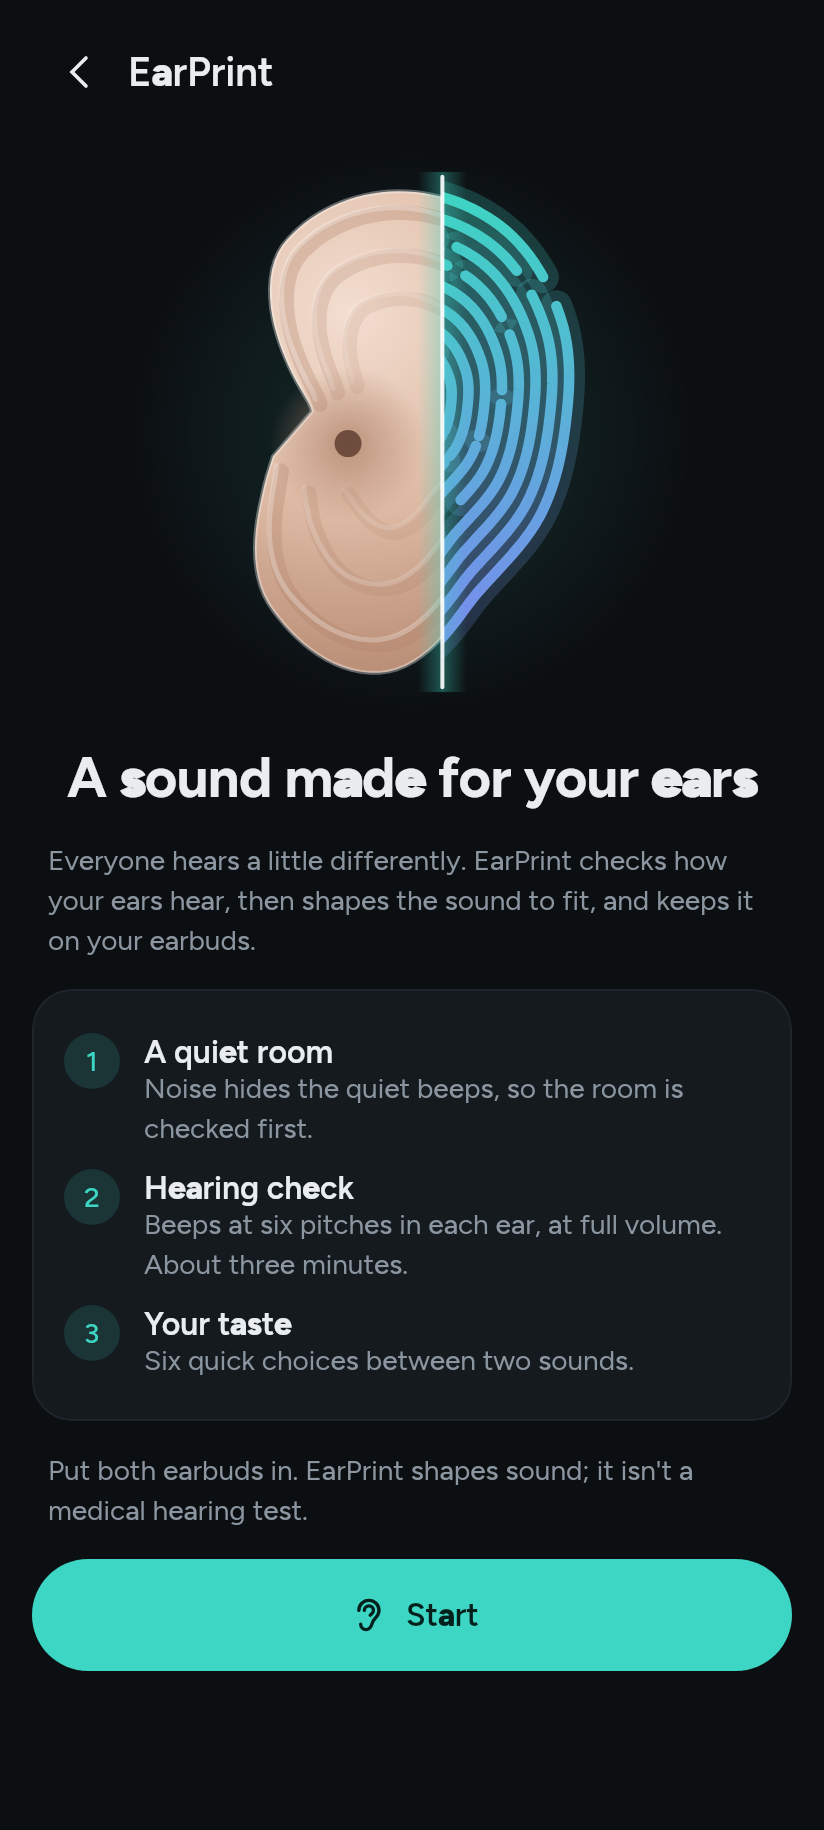 EarPrint
A sound made for your ears
Everyone hears a little differently. EarPrint checks how
your ears hear, then shapes the sound to fit, and keeps it
on your earbuds.
1
A quiet room
Noise hides the quiet beeps, so the room is
checked first.
2
Hearing check
Beeps at six pitches in each ear, at full volume.
About three minutes.
3
Your taste
Six quick choices between two sounds.
Put both earbuds in. EarPrint shapes sound; it isn't a
medical hearing test.
Start